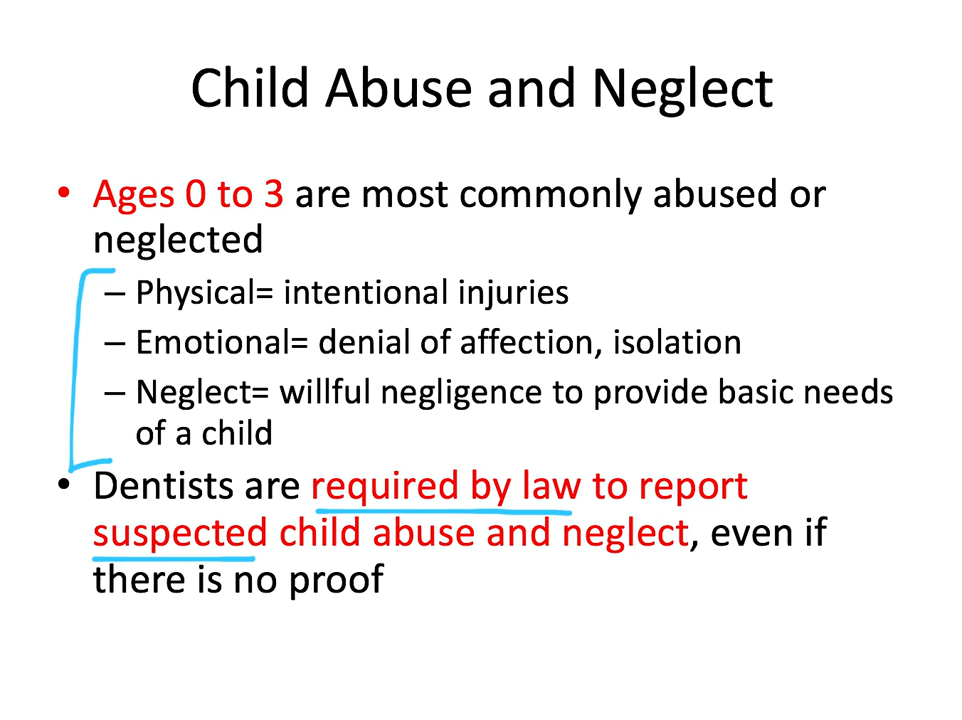 Child Abuse and Neglect
• Ages 0 to 3 are most commonly abused or
neglected
– Physical= intentional injuries
– Emotional= denial of affection, isolation
– Neglect= willful negligence to provide basic needs
of a child
• Dentists are required by law to report
suspected child abuse and neglect, even if
there is no proof